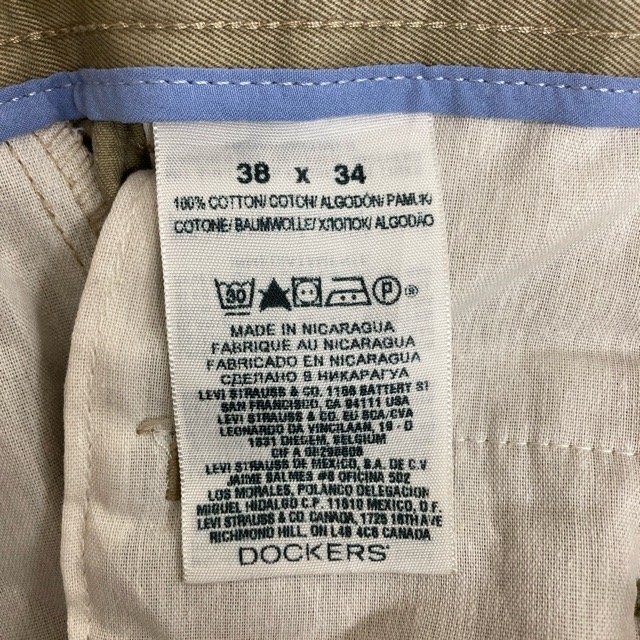 38 x 34
100% COTTON/ COTON/ ALGODÓN/ PAMUK/
COTONE/ BAUMWOLLE/ ХЛОПОК/ ALGODÃO
30 P ®
MADE IN NICARAGUA
FABRIQUE AU NICARAGUA
FABRICADO EN NICARAGUA
СДЕЛАНО В НИКАРАГУА
LEVI STRAUSS & CO. 1155 BATTERY ST
SAN FRANCISCO, CA 94111 USA
LEVI STRAUSS & CO. EU SCA/CVA
LEONARDO DA VINCILAAN, 19 - D
1831 DIEGEM, BELGIUM
CIF A
LEVI STRAUSS DE MEXICO, S.A. DE C.V
JAIME BALMES #8 OFICINA 502
LOS MORALES, POLANCO DELEGACION
MIGUEL HIDALGO C.P. 11510 MEXICO, D. F.
LEVI STRAUSS & CO CANADA, 1725 16TH AVE
RICHMOND HILL, ON L4B 4C6 CANADA
DOCKERS®